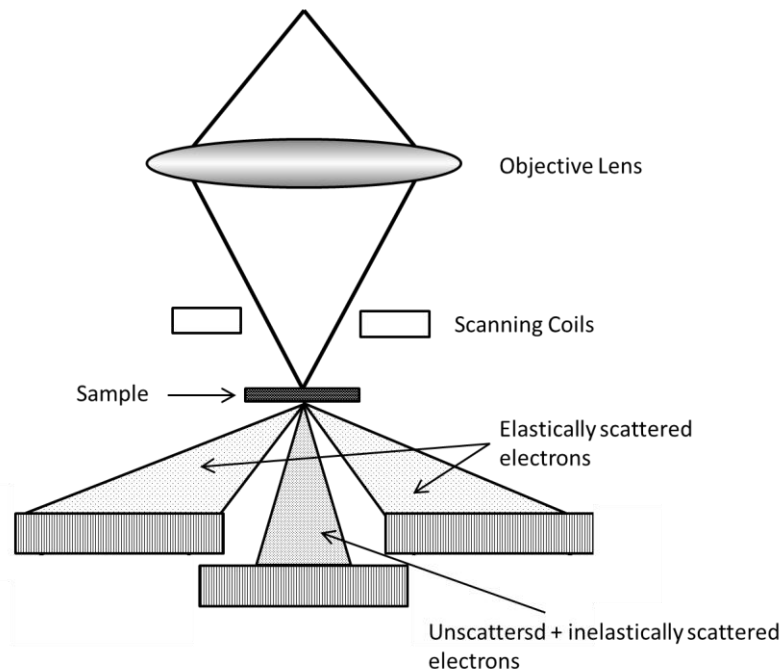 Objective Lens
Scanning Coils
Sample
Elastically scattered
electrons
Unscattersd + inelastically scattered
electrons